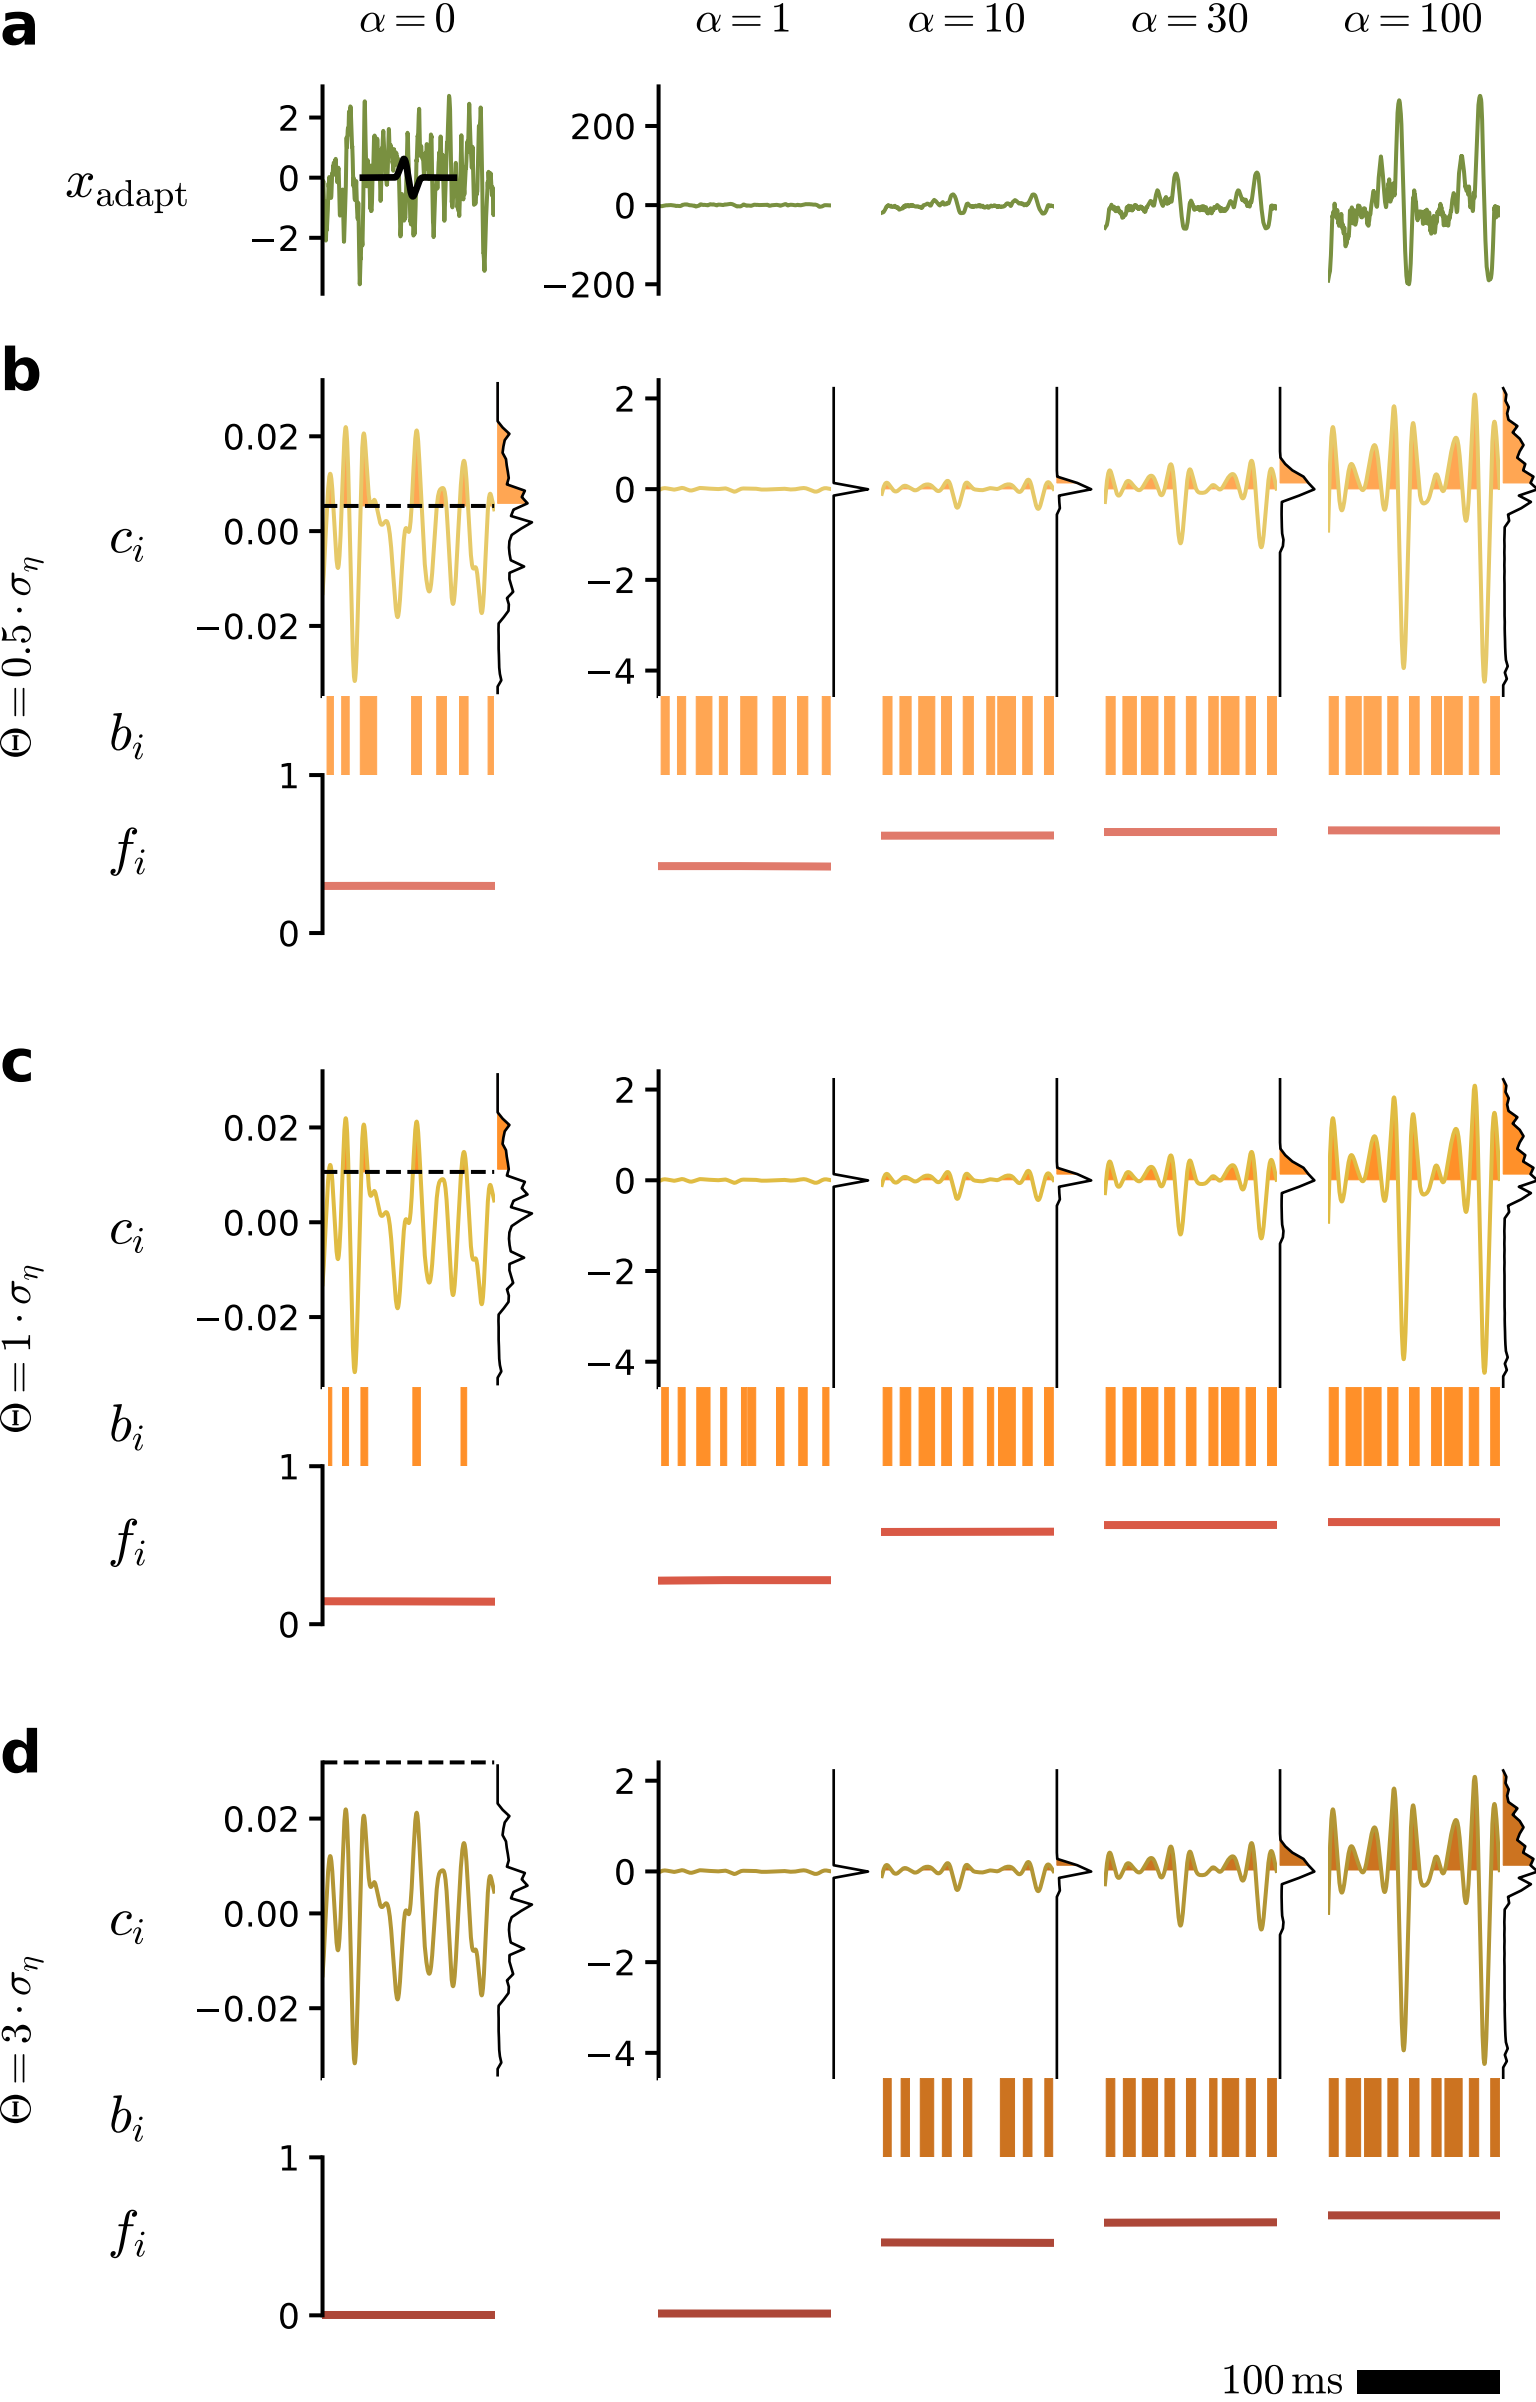 a
α = 0 α = 1 α = 10 α = 30 α = 100
2
0
−2
200
0
−200
x_adapt
b
Θ = 0.5 · σ_η
0.02
0.00
−0.02
2
0
−2
−4
c_i
b_i
1
f_i
0
c
Θ = 1 · σ_η
0.02
0.00
−0.02
2
0
−2
−4
c_i
b_i
1
f_i
0
d
Θ = 3 · σ_η
0.02
0.00
−0.02
2
0
−2
−4
c_i
b_i
1
f_i
0
100 ms